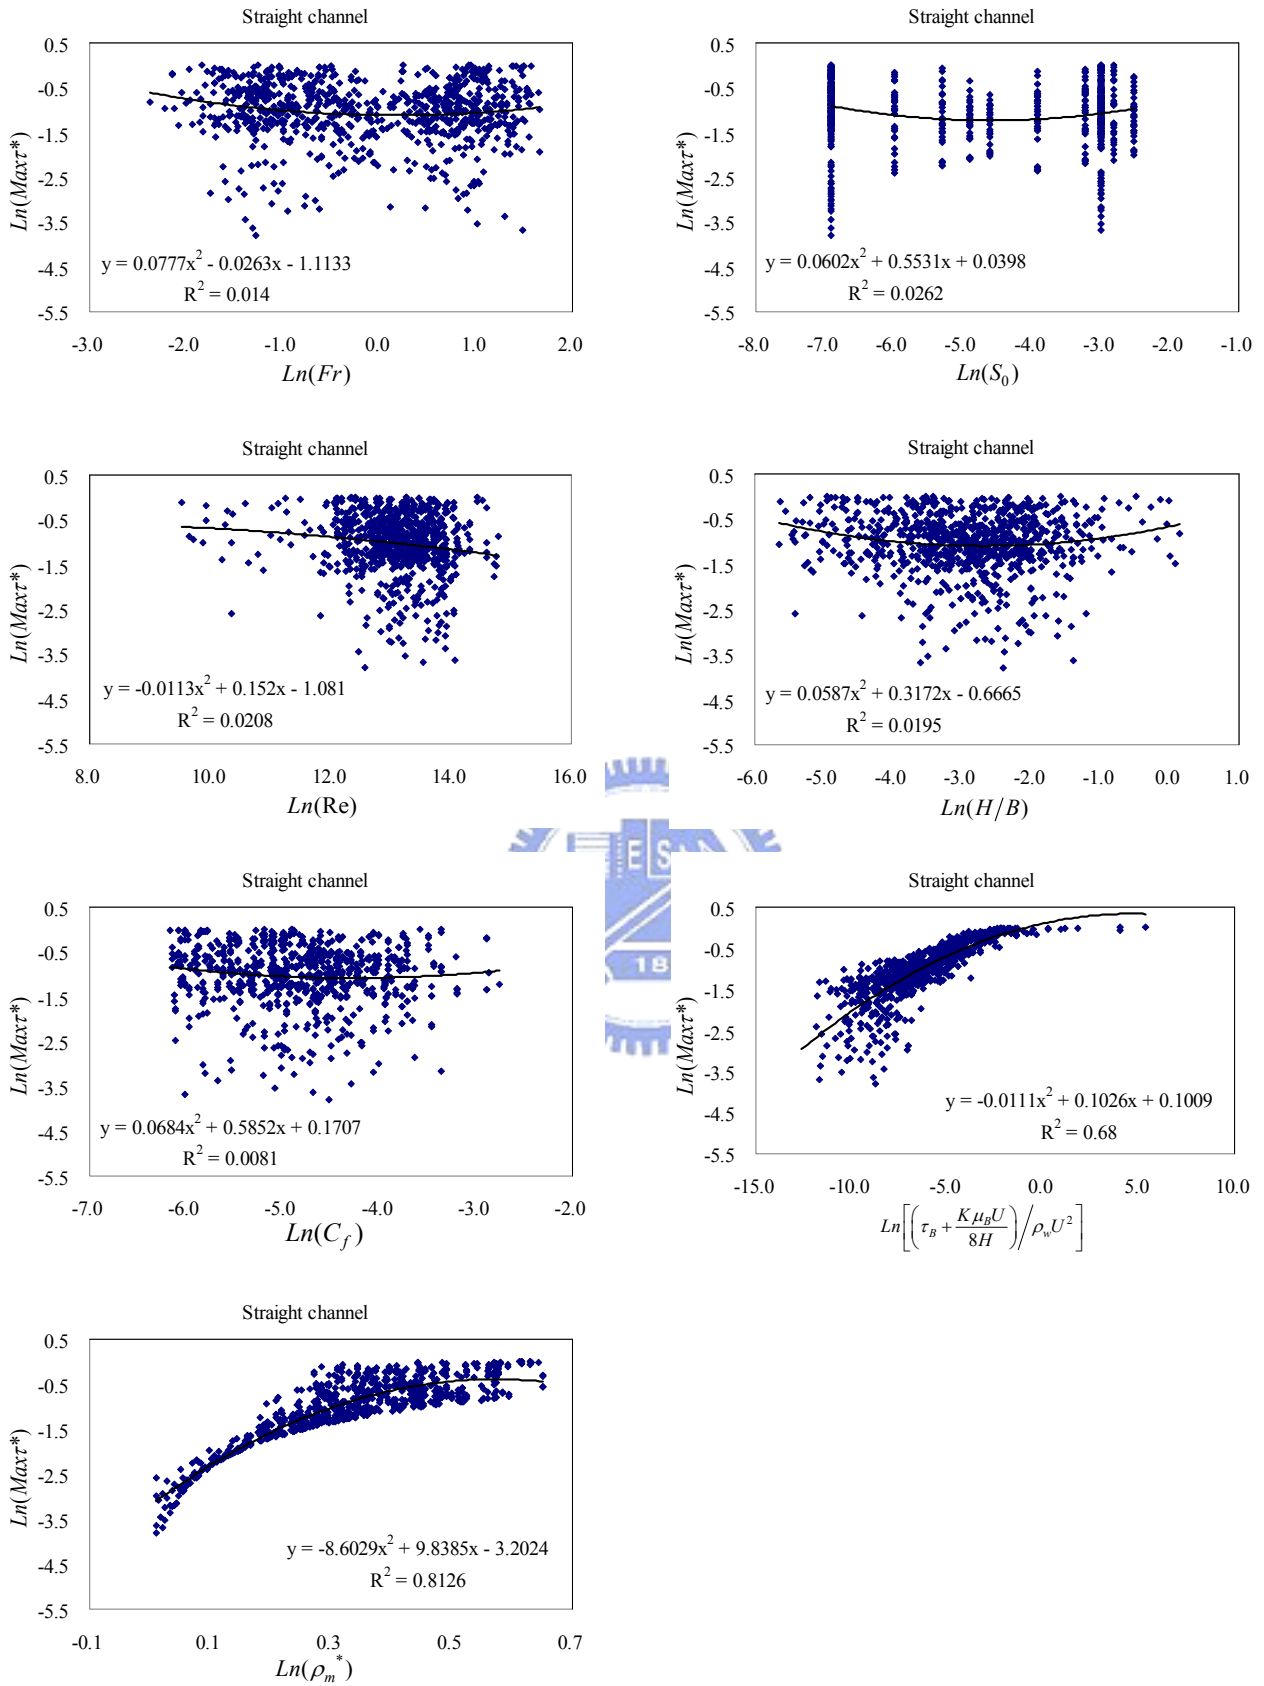 Straight channel
0.5
-0.5
-1.5
-2.5
-3.5
-4.5
-5.5
Ln(Maxτ*)
y = 0.0777x² - 0.0263x - 1.1133
R² = 0.014
-3.0 -2.0 -1.0 0.0 1.0 2.0
Ln(Fr)
Straight channel
0.5
-0.5
-1.5
-2.5
-3.5
-4.5
-5.5
Ln(Maxτ*)
y = 0.0602x² + 0.5531x + 0.0398
R² = 0.0262
-8.0 -7.0 -6.0 -5.0 -4.0 -3.0 -2.0 -1.0
Ln(S₀)
Straight channel
0.5
-0.5
-1.5
-2.5
-3.5
-4.5
-5.5
Ln(Maxτ*)
y = -0.0113x² + 0.152x - 1.081
R² = 0.0208
8.0 10.0 12.0 14.0 16.0
Ln(Re)
Straight channel
0.5
-0.5
-1.5
-2.5
-3.5
-4.5
-5.5
Ln(Maxτ*)
y = 0.0587x² + 0.3172x - 0.6665
R² = 0.0195
-6.0 -5.0 -4.0 -3.0 -2.0 -1.0 0.0 1.0
Ln(H/B)
E S
18
Straight channel
0.5
-0.5
-1.5
-2.5
-3.5
-4.5
-5.5
Ln(Maxτ*)
y = 0.0684x² + 0.5852x + 0.1707
R² = 0.0081
-7.0 -6.0 -5.0 -4.0 -3.0 -2.0
Ln(C_f)
Straight channel
0.5
-0.5
-1.5
-2.5
-3.5
-4.5
-5.5
Ln(Maxτ*)
y = -0.0111x² + 0.1026x + 0.1009
R² = 0.68
-15.0 -10.0 -5.0 0.0 5.0 10.0
Ln[(τ_B + Kμ_BU/8H)/ρ_wU²]
Straight channel
0.5
-0.5
-1.5
-2.5
-3.5
-4.5
-5.5
Ln(Maxτ*)
y = -8.6029x² + 9.8385x - 3.2024
R² = 0.8126
-0.1 0.1 0.3 0.5 0.7
Ln(ρ_m*)